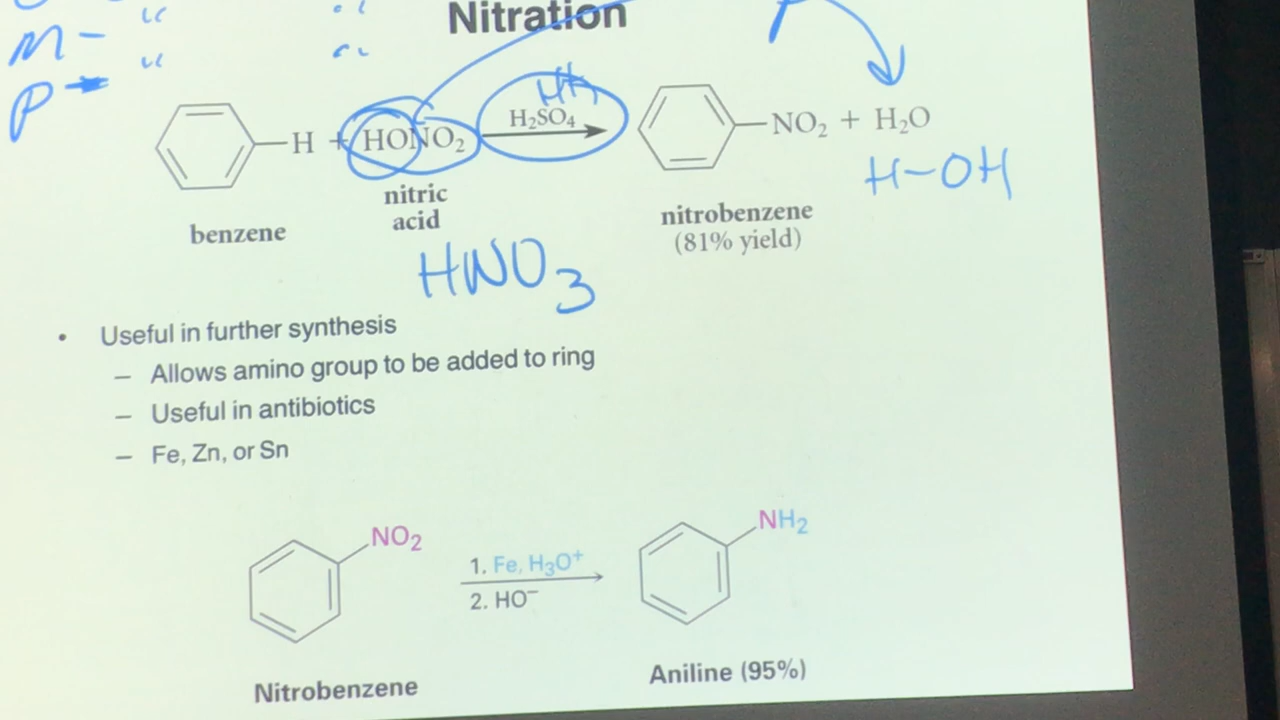 Nitration
M - " "
P - " "
H + HONO₂ H₂SO₄ NO₂ + H₂O
H-OH
nitric
acid
benzene
nitrobenzene
(81% yield)
HNO₃
• Useful in further synthesis
– Allows amino group to be added to ring
– Useful in antibiotics
– Fe, Zn, or Sn
NO₂
1. Fe, H₃O⁺
2. HO⁻
NH₂
Nitrobenzene
Aniline (95%)